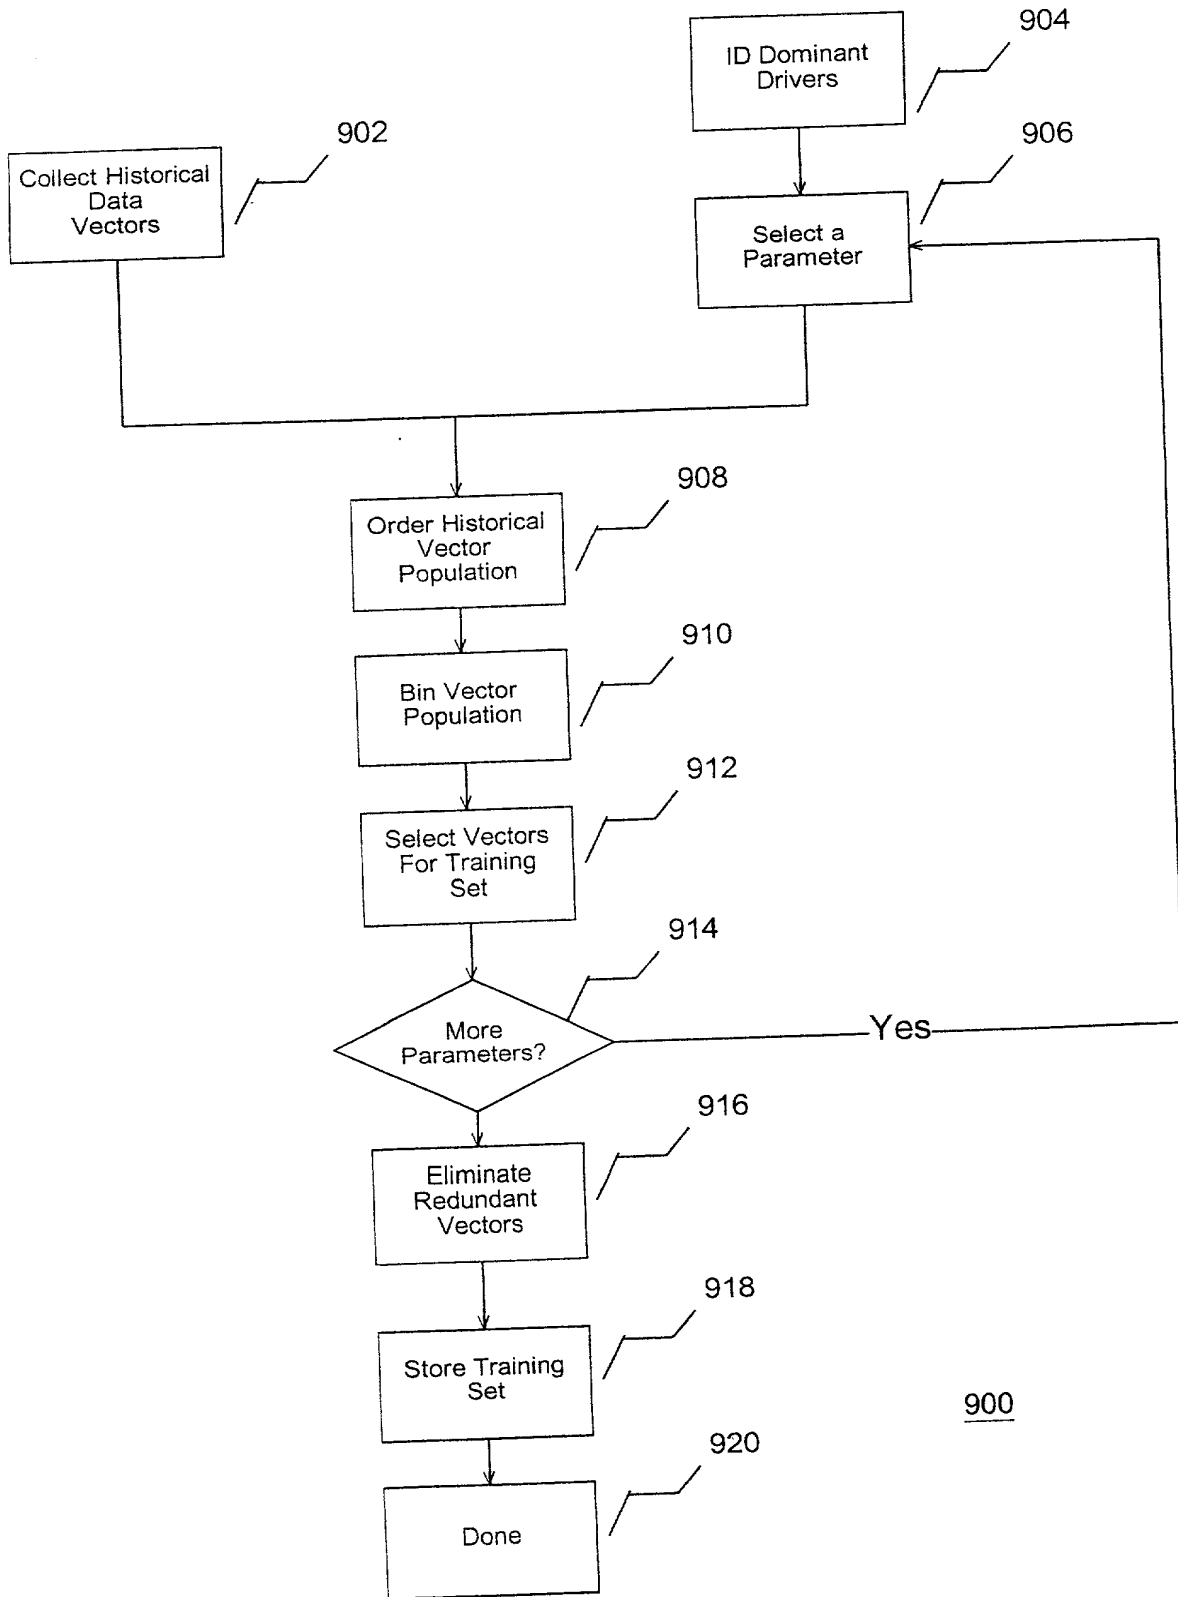 ID Dominant
Drivers
904
Collect Historical
Data
Vectors
902
Select a
Parameter
906
Order Historical
Vector
Population
908
Bin Vector
Population
910
Select Vectors
For Training
Set
912
More
Parameters?
914
Yes
Eliminate
Redundant
Vectors
916
Store Training
Set
918
900
Done
920